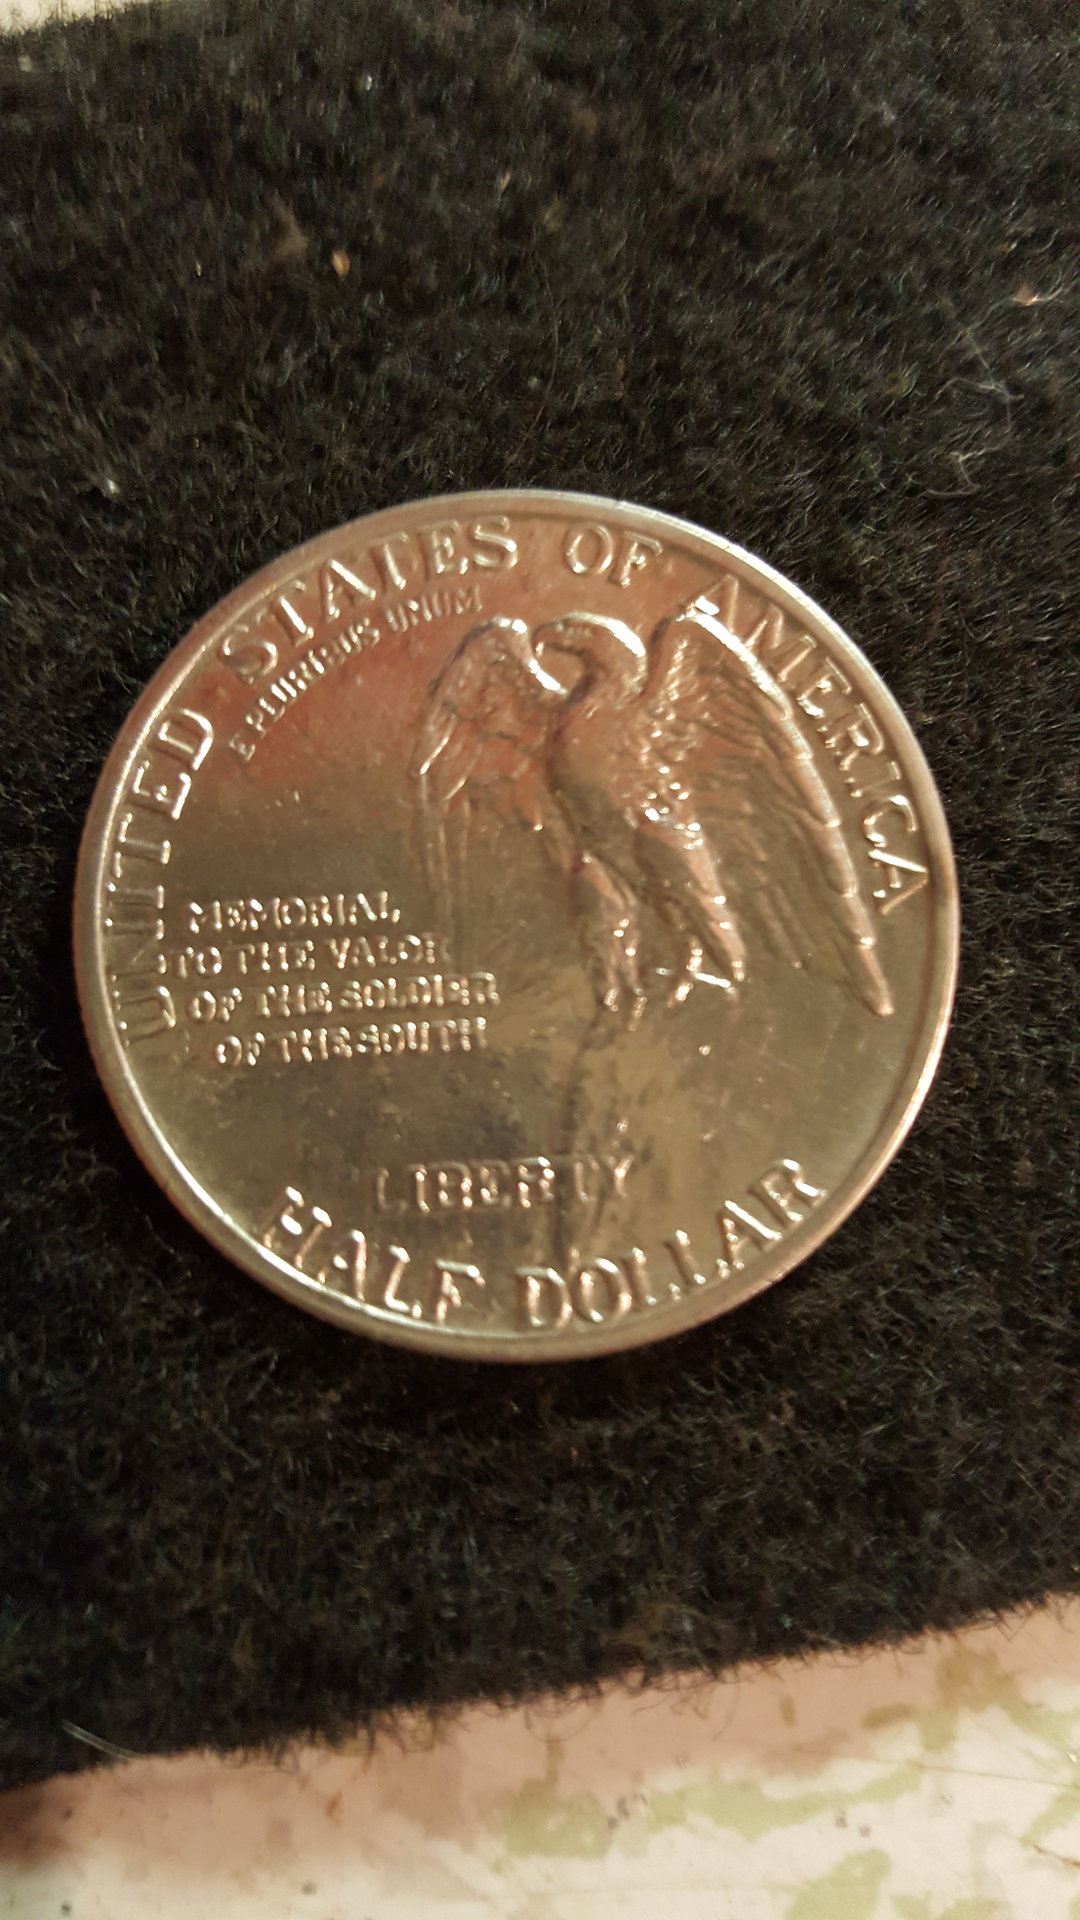 UNITED STATES OF AMERICA
E PLURIBUS UNUM
MEMORIAL
TO THE VALOR
OF THE SOLDIER
OF THE SOUTH
LIBERTY
HALF DOLLAR